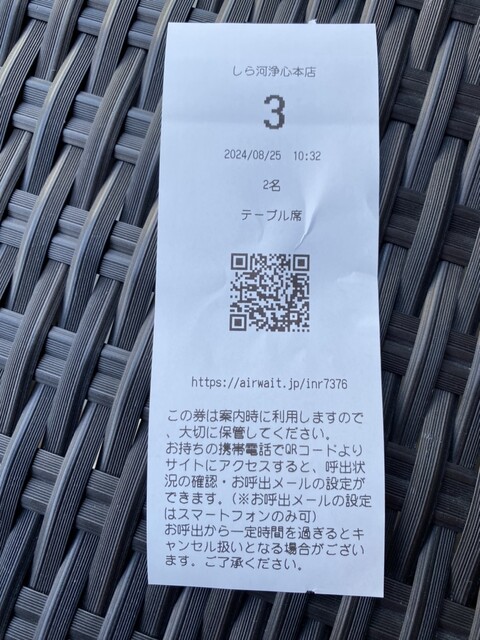 しら河浄心本店
3
2024/08/25 10:32
2名
テーブル席
https://airwait.jp/inr7376
この券は案内時に利用しますので
、大切に保管してください。
お持ちの携帯電話でQRコードより
サイトにアクセスすると、呼出状
況の確認・お呼出メールの設定が
できます。(※お呼出メールの設定
はスマートフォンのみ可)
お呼出から一定時間を過ぎるとキ
ャンセル扱いとなる場合がござい
ます。ご了承ください。